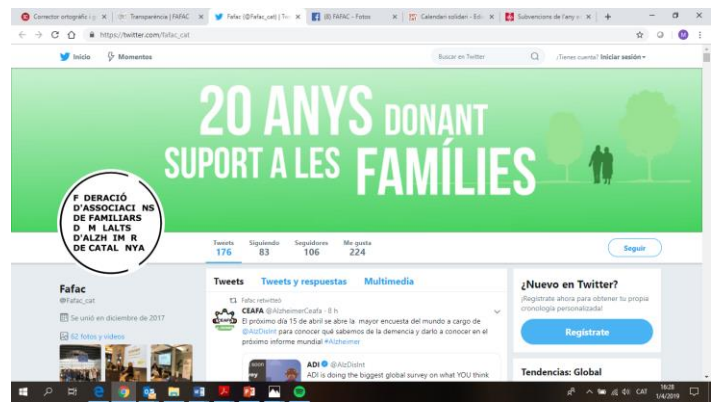 Corrector ortogràfic i g
Transparència | FAFAC
Fafac (@Fafac_cat) | Tw
(8) FAFAC - Fotos
Calendari solidari - Edi
Subvencions de l'any
https://twitter.com/fafac_cat
Inicio
Momentos
Buscar en Twitter
¿Tienes cuenta? Iniciar sesión
20 ANYS DONANT
SUPORT A LES FAMÍLIES
F DERACIÓ
D'ASSOCIACI NS
DE FAMILIARS
D M LALTS
D'ALZH IM R
DE CATAL NYA
Tweets Siguiendo Seguidores Me gusta
176 83 106 224
Seguir
Fafac
@Fafac_cat
Se unió en diciembre de 2017
62 fotos y vídeos
Tweets Tweets y respuestas Multimedia
Fafac retwitteó
CEAFA @AlzheimerCeafa · 8 h
El próximo día 15 de abril se abre la mayor encuesta del mundo a cargo de
@AlzDisInt para conocer qué sabemos de la demencia y darlo a conocer en el
próximo informe mundial #Alzheimer
soon
ADI @AlzDisInt
ADI is doing the biggest global survey on what YOU think
¿Nuevo en Twitter?
¡Regístrate ahora para obtener tu propia
cronología personalizada!
Regístrate
Tendencias: Global
CAT
16:28
1/4/2019